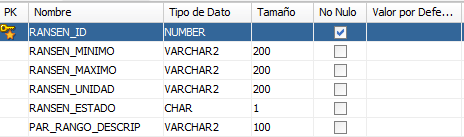 PK Nombre Tipo de Dato Tamaño No Nulo Valor por Defe...
RANSEN_ID NUMBER
RANSEN_MINIMO VARCHAR2 200
RANSEN_MAXIMO VARCHAR2 200
RANSEN_UNIDAD VARCHAR2 200
RANSEN_ESTADO CHAR 1
PAR_RANGO_DESCRIP VARCHAR2 100